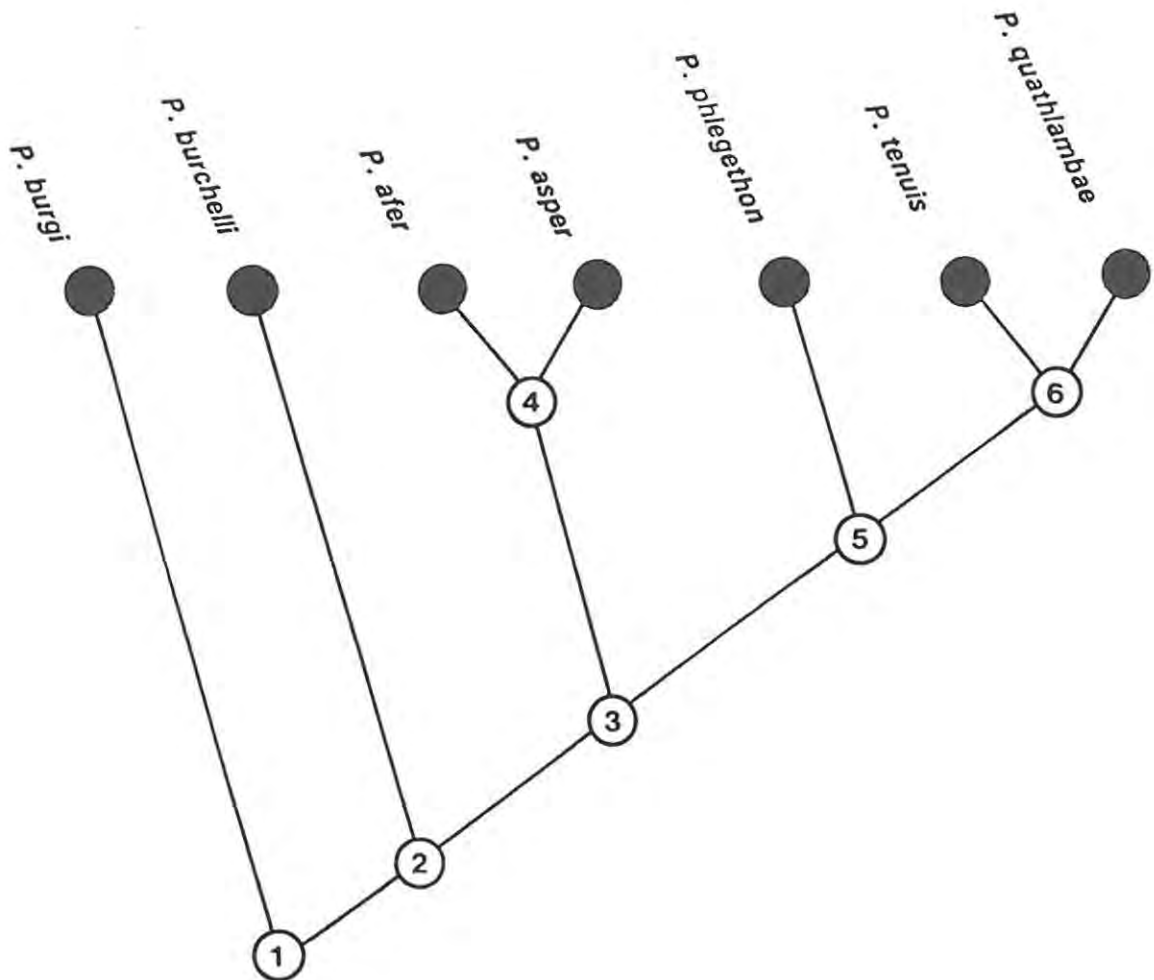 P. burgi
P. burchelli
P. afer
P. asper
P. phlegethon
P. tenuis
P. quathlambae
4
6
5
3
2
1